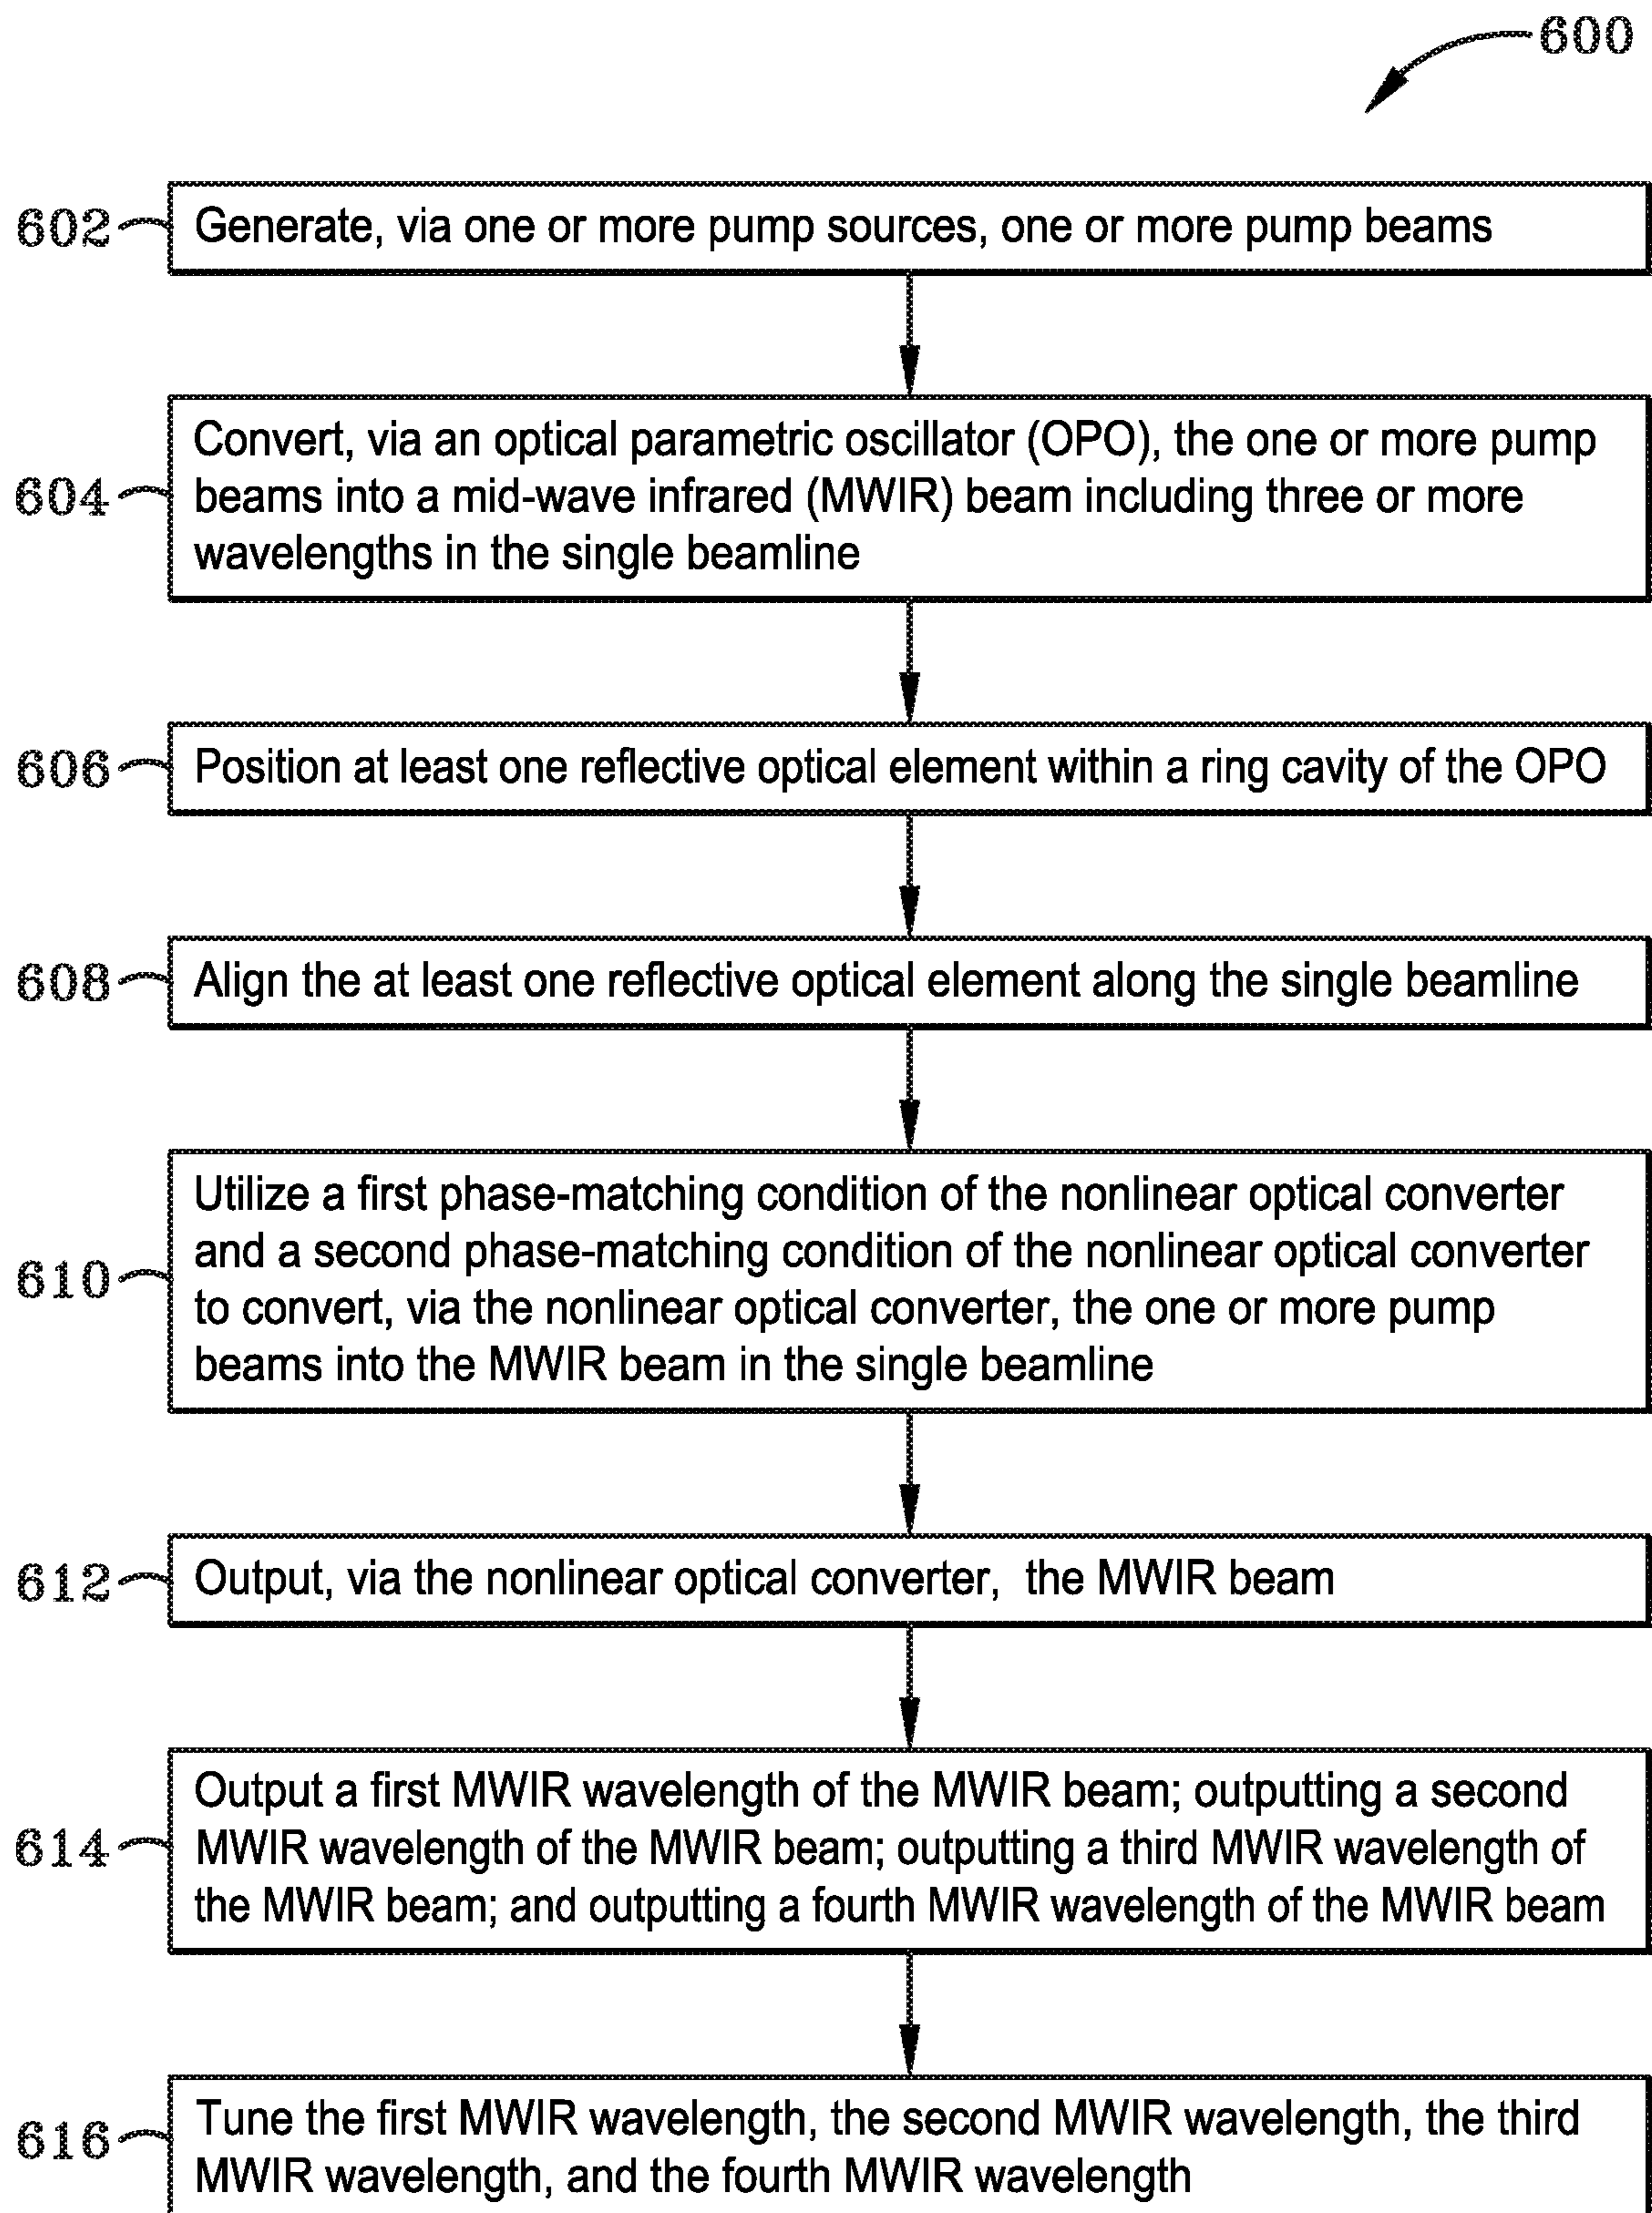 600
602
Generate, via one or more pump sources, one or more pump beams
604
Convert, via an optical parametric oscillator (OPO), the one or more pump
beams into a mid-wave infrared (MWIR) beam including three or more
wavelengths in the single beamline
606
Position at least one reflective optical element within a ring cavity of the OPO
608
Align the at least one reflective optical element along the single beamline
610
Utilize a first phase-matching condition of the nonlinear optical converter
and a second phase-matching condition of the nonlinear optical converter
to convert, via the nonlinear optical converter, the one or more pump
beams into the MWIR beam in the single beamline
612
Output, via the nonlinear optical converter, the MWIR beam
614
Output a first MWIR wavelength of the MWIR beam; outputting a second
MWIR wavelength of the MWIR beam; outputting a third MWIR wavelength of
the MWIR beam; and outputting a fourth MWIR wavelength of the MWIR beam
616
Tune the first MWIR wavelength, the second MWIR wavelength, the third
MWIR wavelength, and the fourth MWIR wavelength